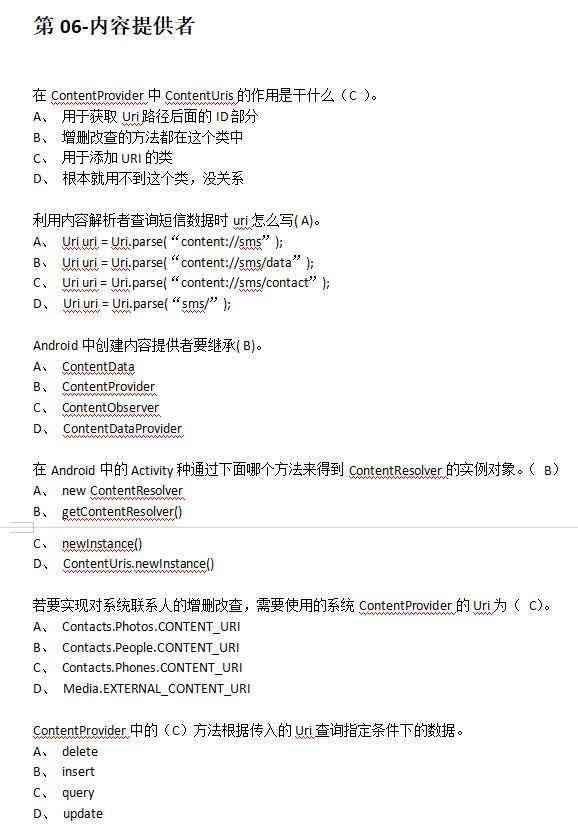 第 06-内容提供者
在 ContentProvider 中 ContentUris 的作用是干什么（C ）。
A、 用于获取 Uri 路径后面的 ID 部分
B、 增删改查的方法都在这个类中
C、 用于添加 URI 的类
D、 根本就用不到这个类，没关系
利用内容解析者查询短信数据时 uri 怎么写( A)。
A、 Uri uri = Uri.parse(“content://sms”);
B、 Uri uri = Uri.parse(“content://sms/data”);
C、 Uri uri = Uri.parse(“content://sms/contact”);
D、 Uri uri = Uri.parse(“sms/”);
Android 中创建内容提供者要继承( B)。
A、 ContentData
B、 ContentProvider
C、 ContentObserver
D、 ContentDataProvider
在 Android 中的 Activity 种通过下面哪个方法来得到 ContentResolver 的实例对象。（ B）
A、 new ContentResolver
B、 getContentResolver()
C、 newInstance()
D、 ContentUris.newInstance()
若要实现对系统联系人的增删改查，需要使用的系统 ContentProvider 的 Uri 为（ C）。
A、 Contacts.Photos.CONTENT_URI
B、 Contacts.People.CONTENT_URI
C、 Contacts.Phones.CONTENT_URI
D、 Media.EXTERNAL_CONTENT_URI
ContentProvider 中的（C）方法根据传入的 Uri 查询指定条件下的数据。
A、 delete
B、 insert
C、 query
D、 update